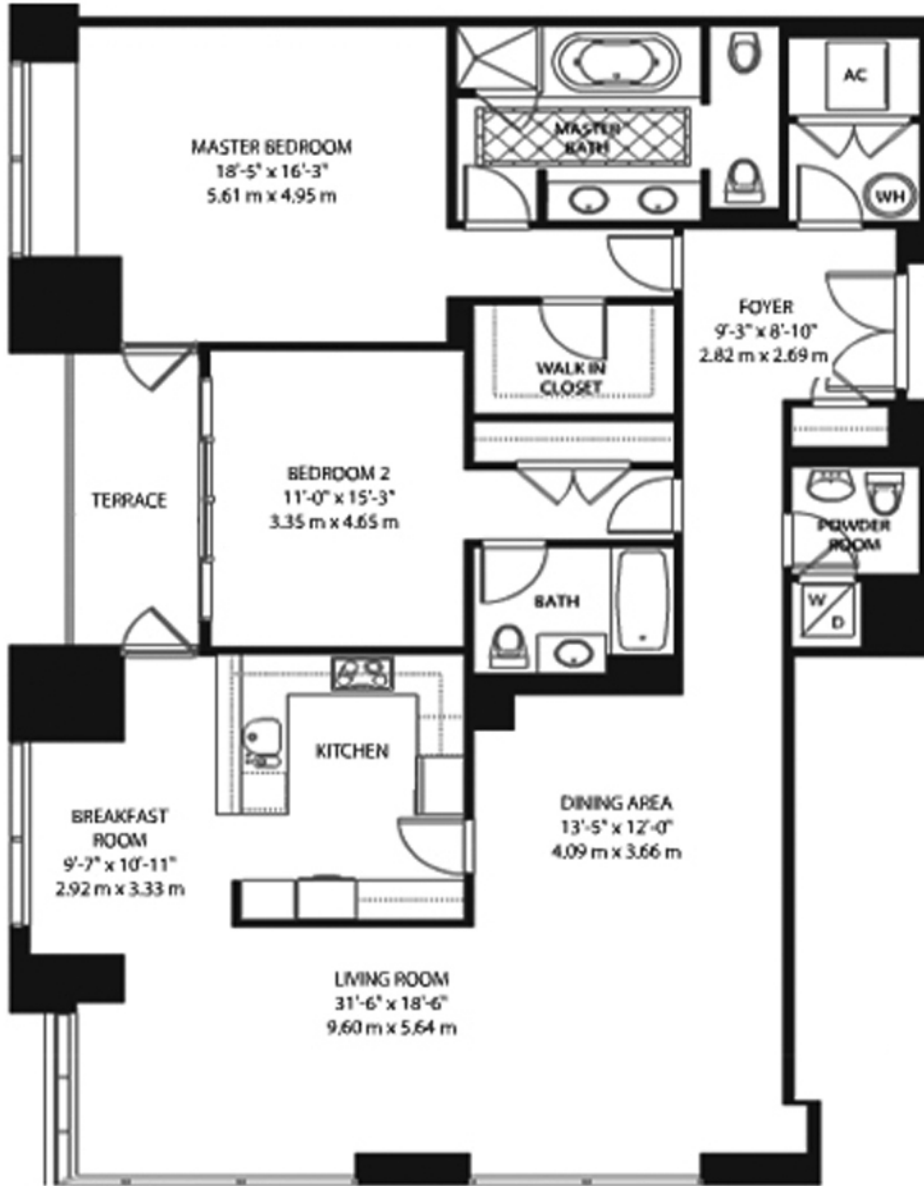 MASTER BEDROOM
18'-5" x 16'-3"
5.61 m x 4.95 m
MASTER
BATH
AC
WH
FOYER
9'-3" x 8'-10"
2.82 m x 2.69 m
WALK IN
CLOSET
TERRACE
BEDROOM 2
11'-0" x 15'-3"
3.35 m x 4.65 m
POWDER
ROOM
BATH
W
D
KITCHEN
BREAKFAST
ROOM
9'-7" x 10'-11"
2.92 m x 3.33 m
DINING AREA
13'-5" x 12'-0"
4.09 m x 3.66 m
LIVING ROOM
31'-6" x 18'-6"
9.60 m x 5.64 m